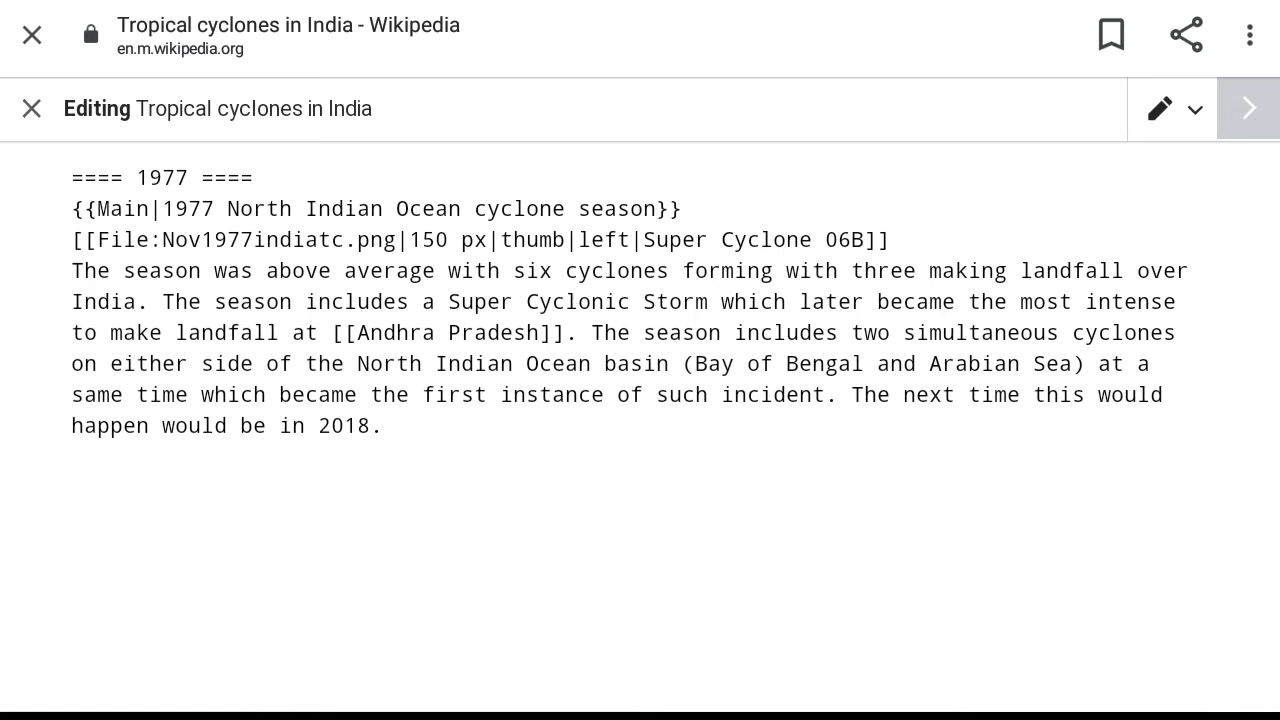 Tropical cyclones in India - Wikipedia
en.m.wikipedia.org
Editing Tropical cyclones in India
==== 1977 ====
{{Main|1977 North Indian Ocean cyclone season}}
[[File:Nov1977indiatc.png|150 px|thumb|left|Super Cyclone 06B]]
The season was above average with six cyclones forming with three making landfall over
India. The season includes a Super Cyclonic Storm which later became the most intense
to make landfall at [[Andhra Pradesh]]. The season includes two simultaneous cyclones
on either side of the North Indian Ocean basin (Bay of Bengal and Arabian Sea) at a
same time which became the first instance of such incident. The next time this would
happen would be in 2018.